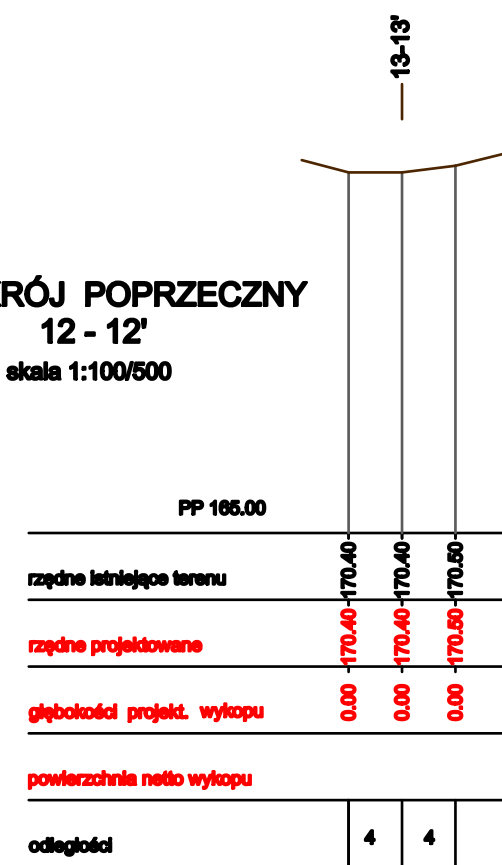 13-13'
KRÓJ POPRZECZNY
12 - 12'
skala 1:100/500
PP 165.00
rzędne istniejące terenu 170.40 170.40 170.50
rzędne projektowane 170.40 170.40 170.50
głębokości projekt. wykopu 0.00 0.00 0.00
powierzchnia netto wykopu
odległości 4 4